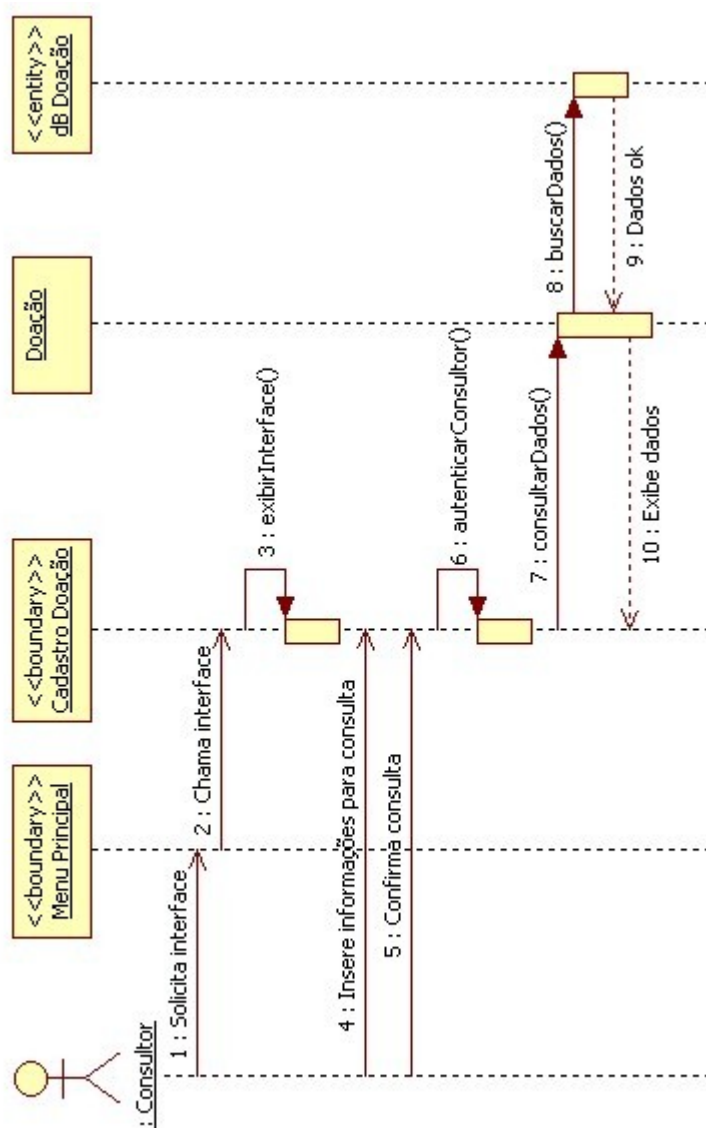 : Consultor
<<boundary>>
Menu Principal
<<boundary>>
Cadastro Doação
Doação
<<entity>>
dB Doação
1 : Solicita interface
2 : Chama interface
3 : exibirInterface()
4 : Insere informações para consulta
5 : Confirma consulta
6 : autenticarConsultor()
7 : consultarDados()
8 : buscarDados()
9 : Dados ok
10 : Exibe dados